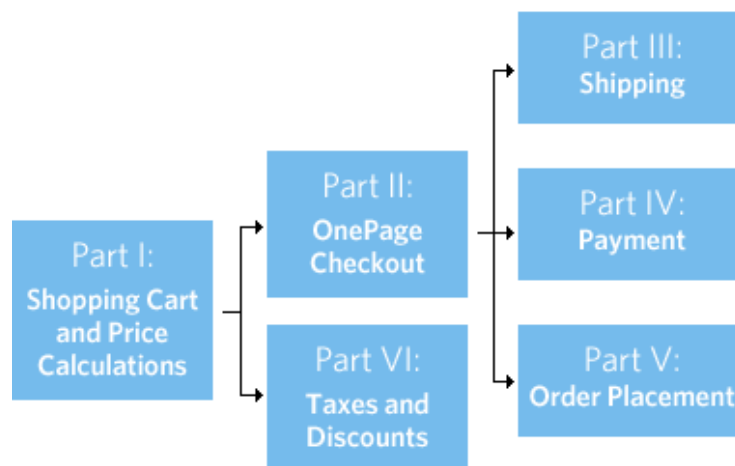 Part I:
Shopping Cart
and Price
Calculations
Part II:
OnePage
Checkout
Part VI:
Taxes and
Discounts
Part III:
Shipping
Part IV:
Payment
Part V:
Order Placement